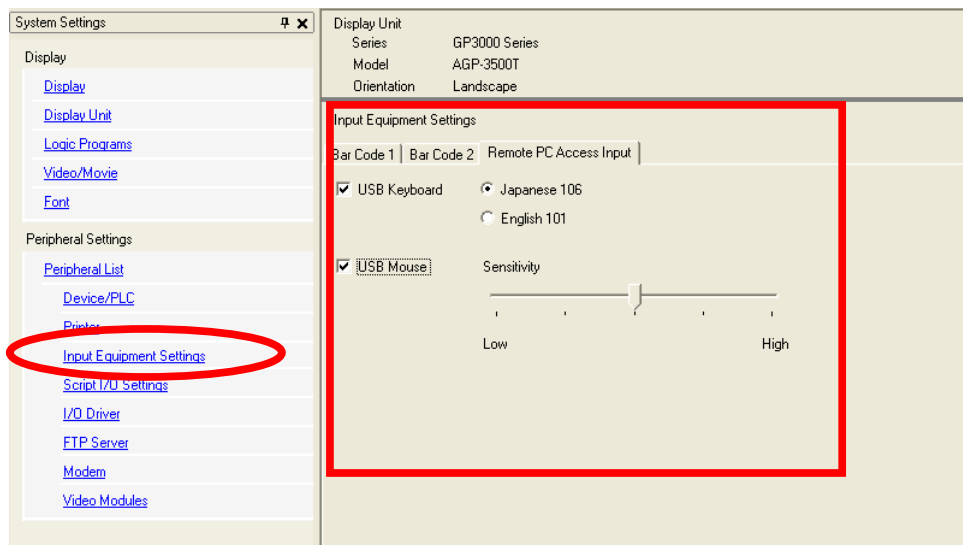 System Settings
Display
Display
Display Unit
Logic Programs
Video/Movie
Font
Peripheral Settings
Peripheral List
Device/PLC
Printer
Input Equipment Settings
Script I/O Settings
I/O Driver
FTP Server
Modem
Video Modules
Display Unit
Series GP3000 Series
Model AGP-3500T
Orientation Landscape
Input Equipment Settings
Bar Code 1 Bar Code 2 Remote PC Access Input
USB Keyboard Japanese 106
English 101
USB Mouse Sensitivity
Low High